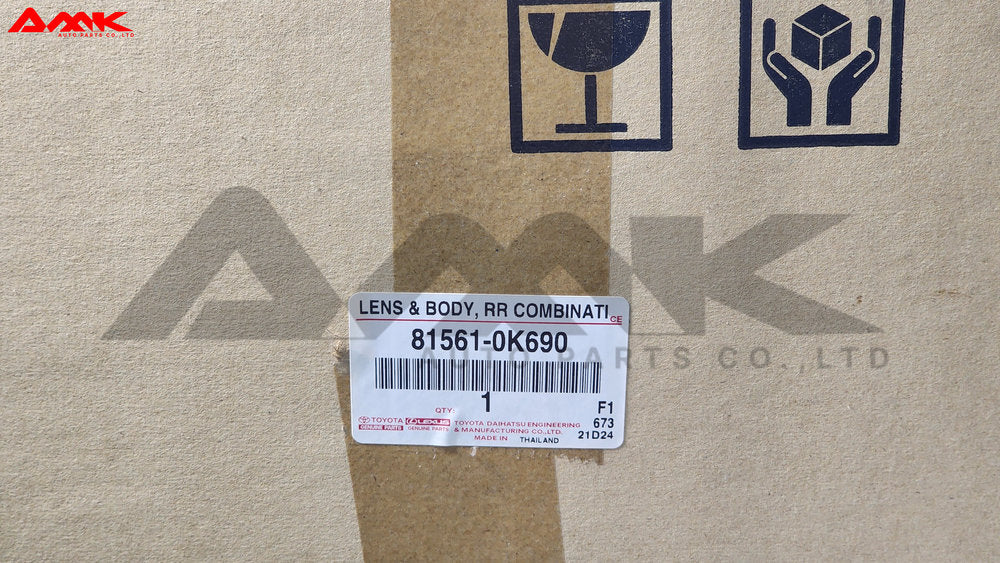 AMK
AUTO PARTS CO.,LTD
AMK
AUTO PARTS CO.,LTD
LENS & BODY, RR COMBINATI
CE
81561-0K690
QTY: 1
F1
673
21D24
TOYOTA
GENUINE PARTS
LEXUS
GENUINE PARTS
TOYOTA DAIHATSU ENGINEERING
& MANUFACTURING CO.,LTD.
MADE IN THAILAND